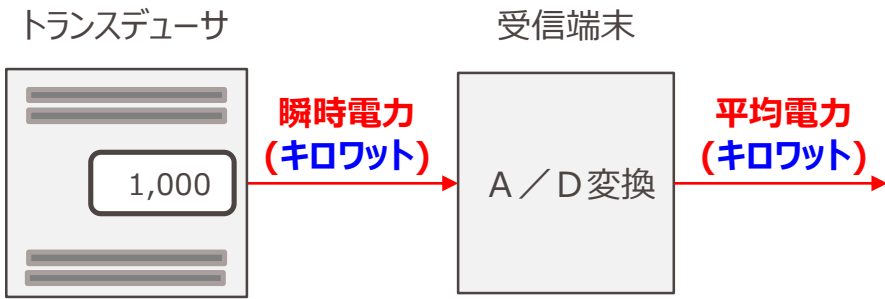 トランスデューサ
受信端末
瞬時電力
(キロワット)
平均電力
(キロワット)
1,000
A/D変換